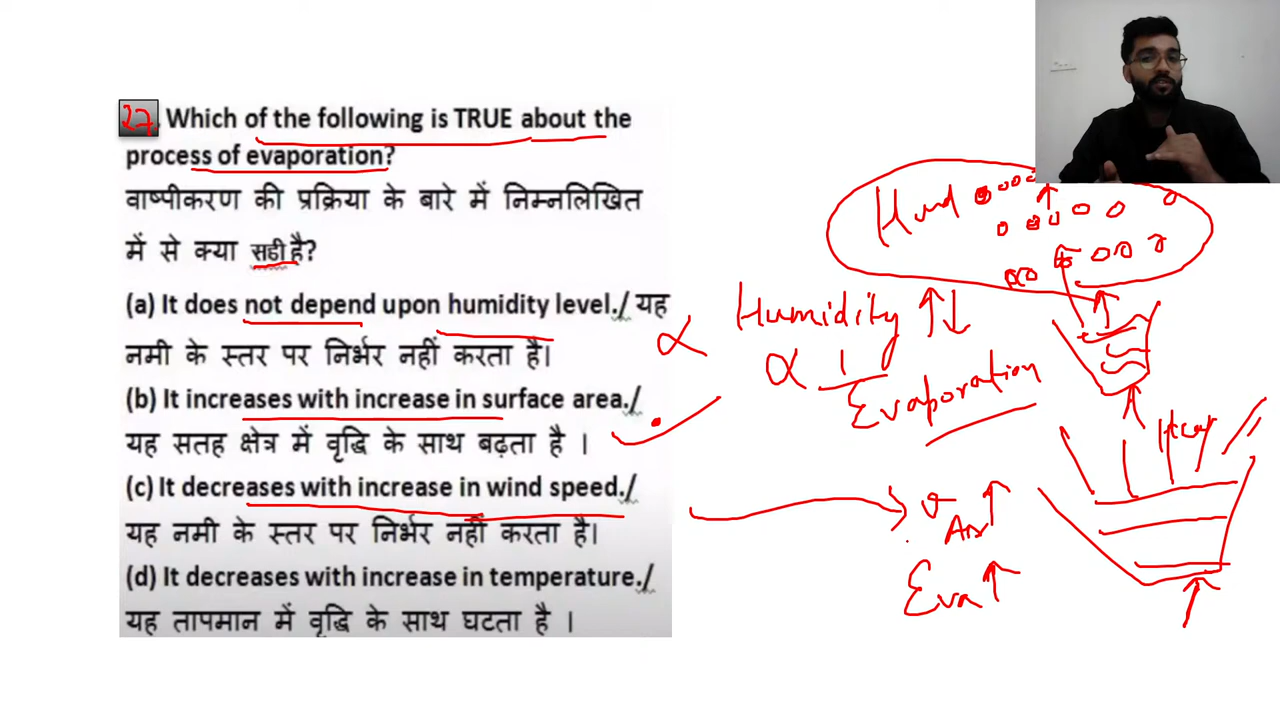 27. Which of the following is TRUE about the
process of evaporation?
वाष्पीकरण की प्रक्रिया के बारे में निम्नलिखित
में से क्या सही है?
(a) It does not depend upon humidity level./ यह
नमी के स्तर पर निर्भर नहीं करता है।
(b) It increases with increase in surface area./
यह सतह क्षेत्र में वृद्धि के साथ बढ़ता है ।
(c) It decreases with increase in wind speed./
यह नमी के स्तर पर निर्भर नहीं करता है।
(d) It decreases with increase in temperature./
यह तापमान में वृद्धि के साथ घटता है ।
Humd
∝ Humidity ↑↓
∝ 1
Evaporation
Heat
v Air ↑
Eva ↑